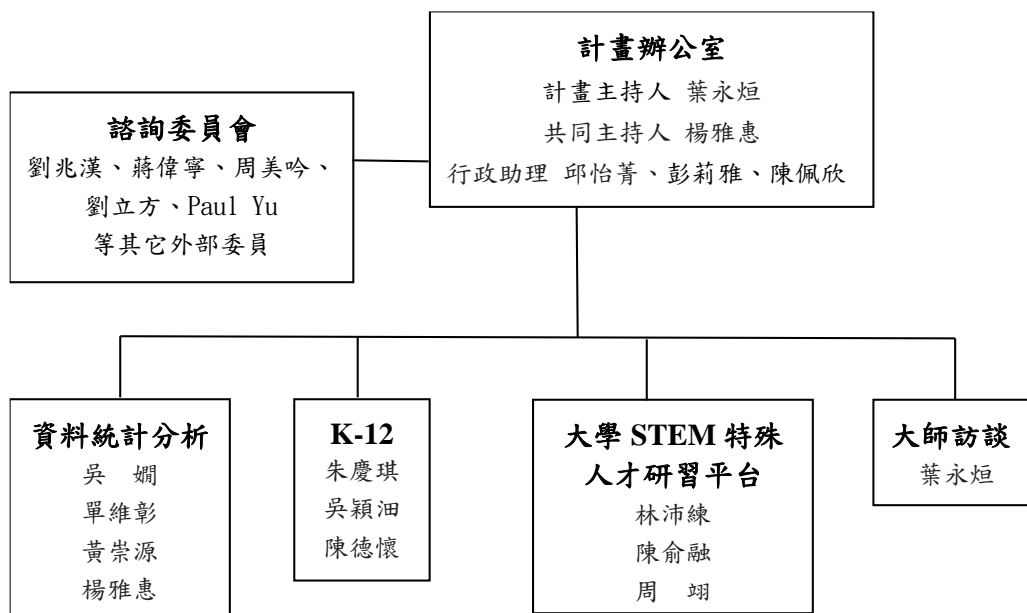 計畫辦公室
計畫主持人 葉永烜
共同主持人 楊雅惠
行政助理 邱怡菁、彭莉雅、陳佩欣
諮詢委員會
劉兆漢、蔣偉寧、周美吟、
劉立方、Paul Yu
等其它外部委員
資料統計分析
吳 嫺
單維彰
黃崇源
楊雅惠
K-12
朱慶琪
吳穎沺
陳德懷
大學 STEM 特殊
人才研習平台
林沛練
陳俞融
周 翊
大師訪談
葉永烜